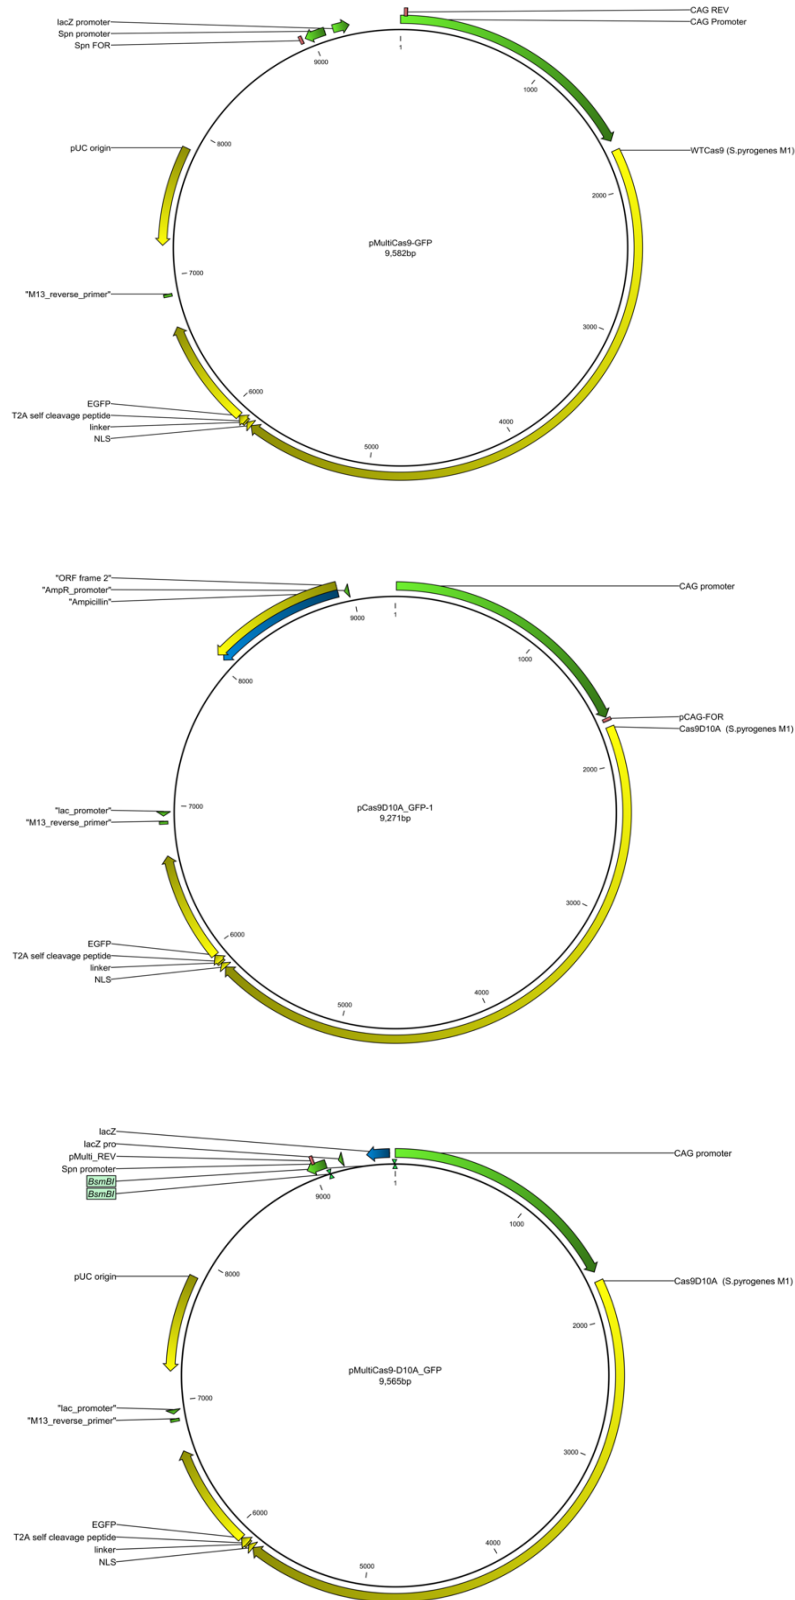 lacZ promoter
Spn promoter
Spn FOR
CAG REV
CAG Promoter
1
9000
1000
pUC origin
8000
WTCas9 (S.pyrogenes M1)
2000
pMultiCas9-GFP
9,582bp
7000
"M13_reverse_primer"
3000
6000
EGFP
T2A self cleavage peptide
linker
NLS
4000
5000
"ORF frame 2"
"AmpR_promoter"
"Ampicillin"
CAG promoter
1
9000
1000
8000
pCAG-FOR
Cas9D10A (S.pyrogenes M1)
2000
"lac_promoter"
"M13_reverse_primer"
7000
pCas9D10A_GFP-1
9,271bp
3000
6000
EGFP
T2A self cleavage peptide
linker
NLS
4000
5000
lacZ
lacZ pro
pMulti_REV
Spn promoter
BsmBI
BsmBI
CAG promoter
1
9000
1000
pUC origin
8000
Cas9D10A (S.pyrogenes M1)
2000
pMultiCas9-D10A_GFP
9,565bp
7000
"lac_promoter"
"M13_reverse_primer"
3000
6000
EGFP
T2A self cleavage peptide
linker
NLS
4000
5000